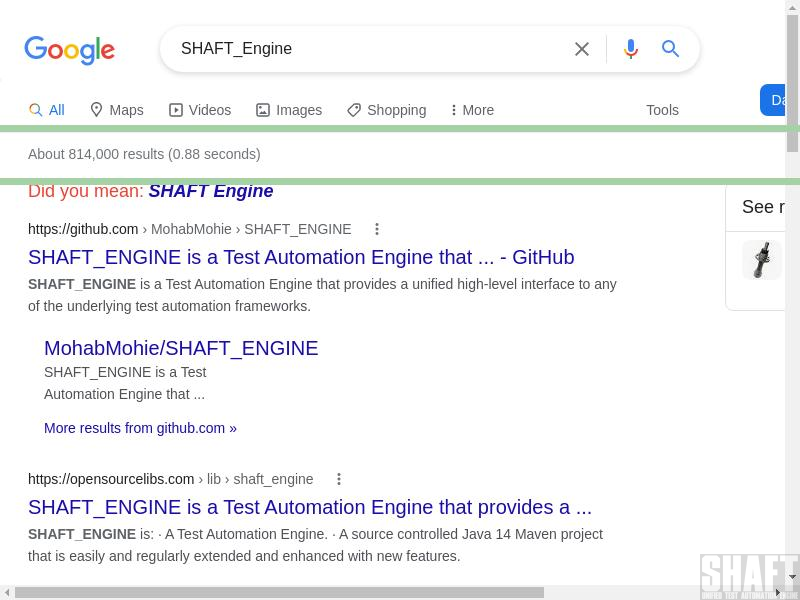 Google
SHAFT_Engine
All Maps Videos Images Shopping More Tools
About 814,000 results (0.88 seconds)
Did you mean: SHAFT Engine
https://github.com › MohabMohie › SHAFT_ENGINE
SHAFT_ENGINE is a Test Automation Engine that ... - GitHub
SHAFT_ENGINE is a Test Automation Engine that provides a unified high-level interface to any
of the underlying test automation frameworks.
See r
MohabMohie/SHAFT_ENGINE
SHAFT_ENGINE is a Test
Automation Engine that ...
More results from github.com »
https://opensourcelibs.com › lib › shaft_engine
SHAFT_ENGINE is a Test Automation Engine that provides a ...
SHAFT_ENGINE is: · A Test Automation Engine. · A source controlled Java 14 Maven project
that is easily and regularly extended and enhanced with new features.
SHAFT